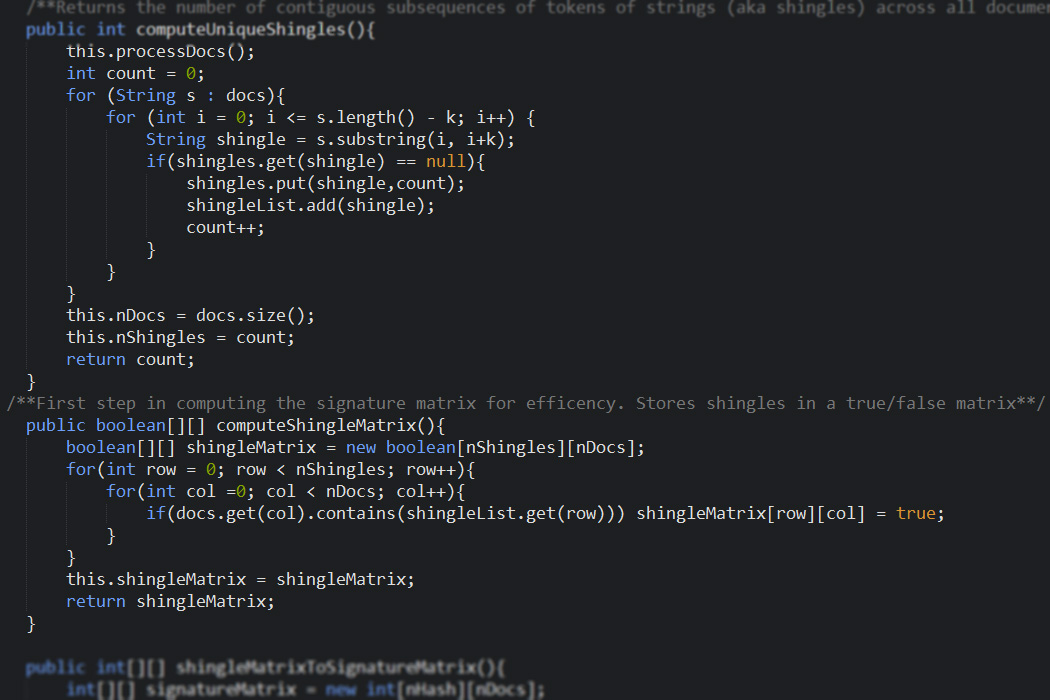 /**Returns the number of contiguous subsequences of tokens of strings (aka shingles) across all
public int computeUniqueShingles(){
    this.processDocs();
    int count = 0;
    for (String s : docs){
        for (int i = 0; i <= s.length() - k; i++) {
            String shingle = s.substring(i, i+k);
            if(shingles.get(shingle) == null){
                shingles.put(shingle,count);
                shingleList.add(shingle);
                count++;
            }
        }
    }
    this.nDocs = docs.size();
    this.nShingles = count;
    return count;
}
/**First step in computing the signature matrix for efficency. Stores shingles in a true/false matrix**/
public boolean[][] computeShingleMatrix(){
    boolean[][] shingleMatrix = new boolean[nShingles][nDocs];
    for(int row = 0; row < nShingles; row++){
        for(int col =0; col < nDocs; col++){
            if(docs.get(col).contains(shingleList.get(row))) shingleMatrix[row][col] = true;
        }
    }
    this.shingleMatrix = shingleMatrix;
    return shingleMatrix;
}
public int[][] shingleMatrixToSignatureMatrix(){
    int[][] signatureMatrix = new int[nHash][nDocs];